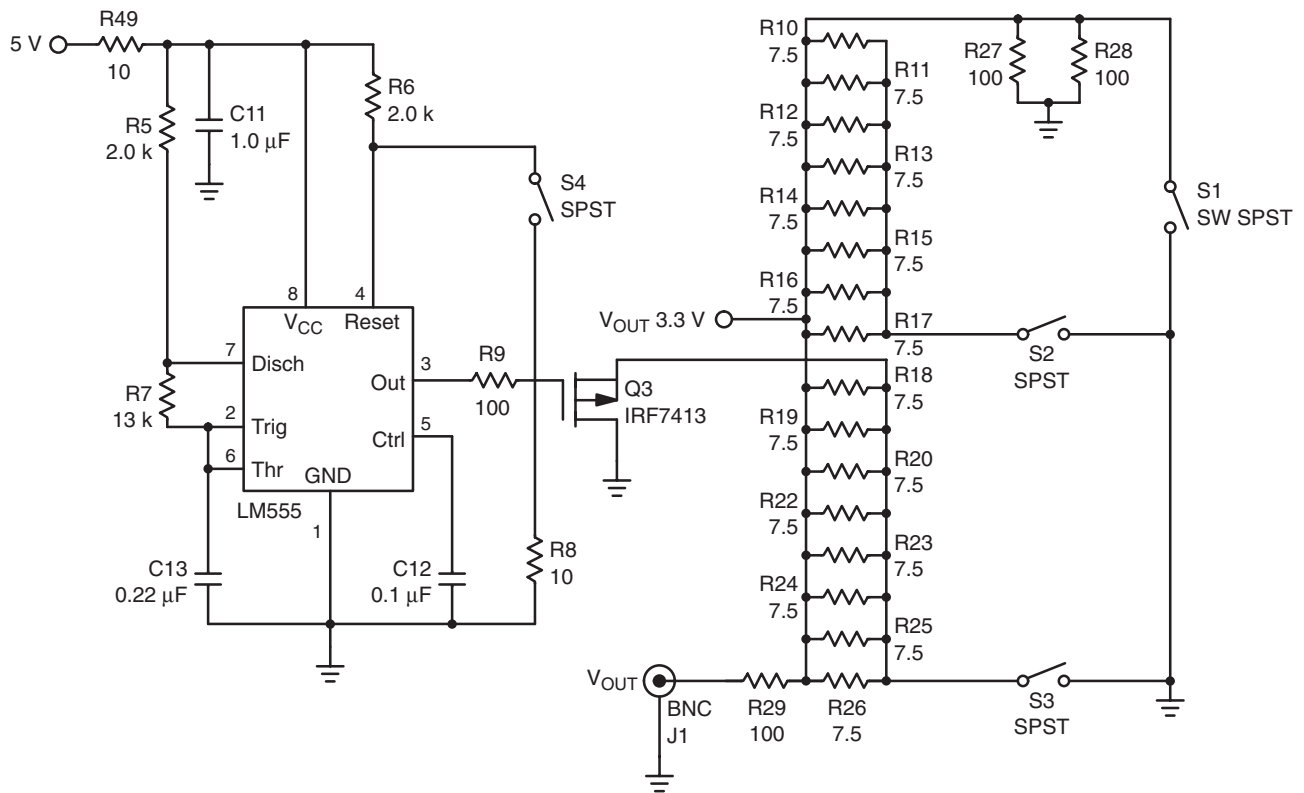 5 V
R49
10
R5
2.0 k
C11
1.0 μF
R6
2.0 k
S4
SPST
8
4
VCC
Reset
7
Disch
R7
13 k
2
Trig
6
Thr
GND
LM555
1
3
Out
5
Ctrl
R9
100
Q3
IRF7413
C13
0.22 μF
C12
0.1 μF
R8
10
R10
7.5
R11
7.5
R12
7.5
R13
7.5
R14
7.5
R15
7.5
R16
7.5
VOUT 3.3 V
R17
7.5
R18
7.5
R19
7.5
R20
7.5
R22
7.5
R23
7.5
R24
7.5
R25
7.5
R27
100
R28
100
S1
SW SPST
S2
SPST
VOUT
BNC
J1
R29
100
R26
7.5
S3
SPST